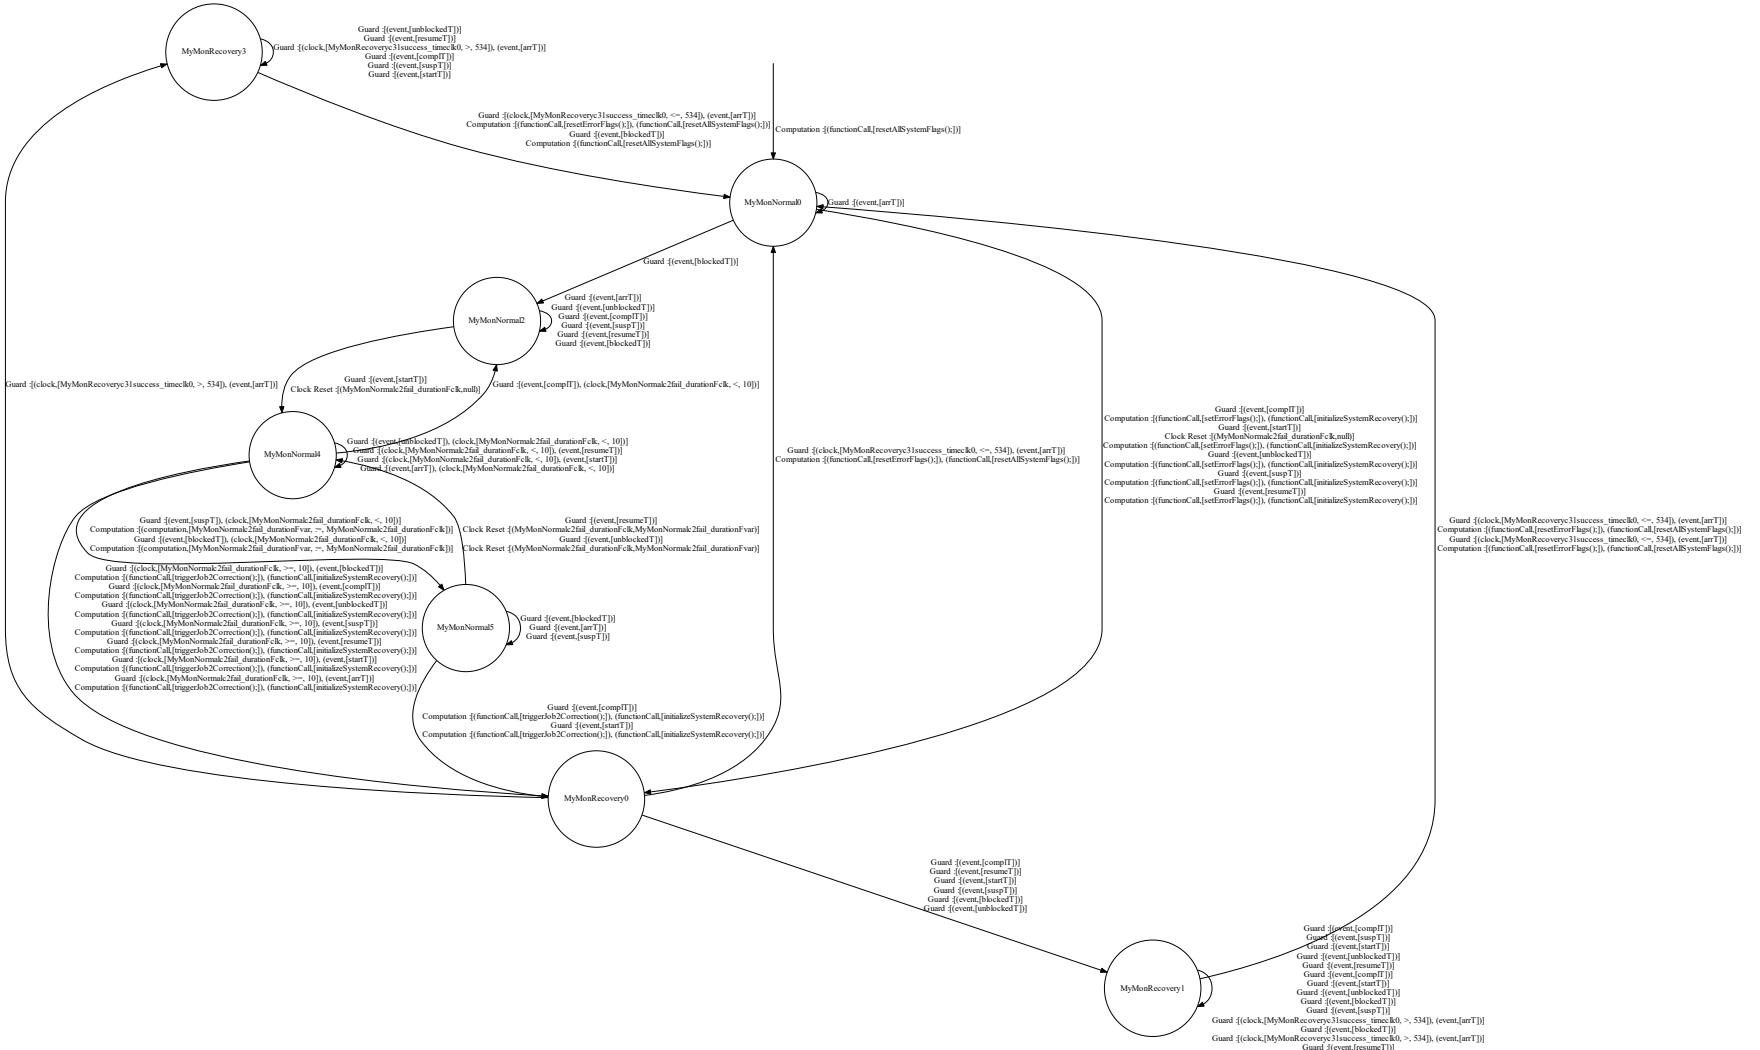 Guard :[(event,[unblockedT])]
Guard :[(event,[resumeT])]
Guard :[(clock,[MyMonRecoveryc31success_timeclk0, >, 534]), (event,[arrT])]
Guard :[(event,[complT])]
Guard :[(event,[suspT])]
Guard :[(event,[startT])]
MyMonRecovery3
Guard :[(clock,[MyMonRecoveryc31success_timeclk0, <=, 534]), (event,[arrT])]
Computation :[(functionCall,[resetErrorFlags();]), (functionCall,[resetAllSystemFlags();])]
Guard :[(event,[blockedT])]
Computation :[(functionCall,[resetAllSystemFlags();])]
Computation :[(functionCall,[resetAllSystemFlags();])]
MyMonNormal0
Guard :[(event,[arrT])]
Guard :[(event,[blockedT])]
MyMonNormal2
Guard :[(event,[arrT])]
Guard :[(event,[unblockedT])]
Guard :[(event,[complT])]
Guard :[(event,[suspT])]
Guard :[(event,[resumeT])]
Guard :[(event,[blockedT])]
Guard :[(clock,[MyMonRecoveryc31success_timeclk0, >, 534]), (event,[arrT])]
Guard :[(event,[startT])]
Clock Reset :[(MyMonNormalc2fail_durationFclk,null)]
Guard :[(event,[complT]), (clock,[MyMonNormalc2fail_durationFclk, <, 10])]
MyMonNormal4
Guard :[(event,[unblockedT]), (clock,[MyMonNormalc2fail_durationFclk, <, 10])]
Guard :[(clock,[MyMonNormalc2fail_durationFclk, <, 10]), (event,[resumeT])]
Guard :[(clock,[MyMonNormalc2fail_durationFclk, <, 10]), (event,[startT])]
Guard :[(event,[arrT]), (clock,[MyMonNormalc2fail_durationFclk, <, 10])]
Guard :[(clock,[MyMonRecoveryc31success_timeclk0, <=, 534]), (event,[arrT])]
Computation :[(functionCall,[resetErrorFlags();]), (functionCall,[resetAllSystemFlags();])]
Guard :[(event,[complT])]
Computation :[(functionCall,[setErrorFlags();]), (functionCall,[initializeSystemRecovery();])]
Guard :[(event,[startT])]
Clock Reset :[(MyMonNormalc2fail_durationFclk,null)]
Computation :[(functionCall,[setErrorFlags();]), (functionCall,[initializeSystemRecovery();])]
Guard :[(event,[unblockedT])]
Computation :[(functionCall,[setErrorFlags();]), (functionCall,[initializeSystemRecovery();])]
Guard :[(event,[suspT])]
Computation :[(functionCall,[setErrorFlags();]), (functionCall,[initializeSystemRecovery();])]
Guard :[(event,[resumeT])]
Computation :[(functionCall,[setErrorFlags();]), (functionCall,[initializeSystemRecovery();])]
Guard :[(clock,[MyMonRecoveryc31success_timeclk0, <=, 534]), (event,[arrT])]
Computation :[(functionCall,[resetErrorFlags();]), (functionCall,[resetAllSystemFlags();])]
Guard :[(clock,[MyMonRecoveryc31success_timeclk0, <=, 534]), (event,[arrT])]
Computation :[(functionCall,[resetErrorFlags();]), (functionCall,[resetAllSystemFlags();])]
Guard :[(event,[suspT]), (clock,[MyMonNormalc2fail_durationFclk, <, 10])]
Computation :[(computation,[MyMonNormalc2fail_durationFvar, :=, MyMonNormalc2fail_durationFclk])]
Guard :[(event,[blockedT]), (clock,[MyMonNormalc2fail_durationFclk, <, 10])]
Computation :[(computation,[MyMonNormalc2fail_durationFvar, :=, MyMonNormalc2fail_durationFclk])]
Guard :[(event,[resumeT])]
Clock Reset :[(MyMonNormalc2fail_durationFclk,MyMonNormalc2fail_durationFvar)]
Guard :[(event,[unblockedT])]
Clock Reset :[(MyMonNormalc2fail_durationFclk,MyMonNormalc2fail_durationFvar)]
Guard :[(clock,[MyMonNormalc2fail_durationFclk, >=, 10]), (event,[blockedT])]
Computation :[(functionCall,[triggerJob2Correction();]), (functionCall,[initializeSystemRecovery();])]
Guard :[(clock,[MyMonNormalc2fail_durationFclk, >=, 10]), (event,[complT])]
Computation :[(functionCall,[triggerJob2Correction();]), (functionCall,[initializeSystemRecovery();])]
Guard :[(clock,[MyMonNormalc2fail_durationFclk, >=, 10]), (event,[unblockedT])]
Computation :[(functionCall,[triggerJob2Correction();]), (functionCall,[initializeSystemRecovery();])]
Guard :[(clock,[MyMonNormalc2fail_durationFclk, >=, 10]), (event,[suspT])]
Computation :[(functionCall,[triggerJob2Correction();]), (functionCall,[initializeSystemRecovery();])]
Guard :[(clock,[MyMonNormalc2fail_durationFclk, >=, 10]), (event,[resumeT])]
Computation :[(functionCall,[triggerJob2Correction();]), (functionCall,[initializeSystemRecovery();])]
Guard :[(clock,[MyMonNormalc2fail_durationFclk, >=, 10]), (event,[startT])]
Computation :[(functionCall,[triggerJob2Correction();]), (functionCall,[initializeSystemRecovery();])]
Guard :[(clock,[MyMonNormalc2fail_durationFclk, >=, 10]), (event,[arrT])]
Computation :[(functionCall,[triggerJob2Correction();]), (functionCall,[initializeSystemRecovery();])]
MyMonNormal5
Guard :[(event,[blockedT])]
Guard :[(event,[arrT])]
Guard :[(event,[suspT])]
Guard :[(event,[complT])]
Computation :[(functionCall,[triggerJob2Correction();]), (functionCall,[initializeSystemRecovery();])]
Guard :[(event,[startT])]
Computation :[(functionCall,[triggerJob2Correction();]), (functionCall,[initializeSystemRecovery();])]
MyMonRecovery0
Guard :[(event,[complT])]
Guard :[(event,[resumeT])]
Guard :[(event,[startT])]
Guard :[(event,[suspT])]
Guard :[(event,[blockedT])]
Guard :[(event,[unblockedT])]
MyMonRecovery1
Guard :[(event,[complT])]
Guard :[(event,[suspT])]
Guard :[(event,[startT])]
Guard :[(event,[unblockedT])]
Guard :[(event,[resumeT])]
Guard :[(event,[complT])]
Guard :[(event,[startT])]
Guard :[(event,[unblockedT])]
Guard :[(event,[blockedT])]
Guard :[(event,[suspT])]
Guard :[(clock,[MyMonRecoveryc31success_timeclk0, >, 534]), (event,[arrT])]
Guard :[(event,[blockedT])]
Guard :[(clock,[MyMonRecoveryc31success_timeclk0, >, 534]), (event,[arrT])]
Guard :[(event,[resumeT])]